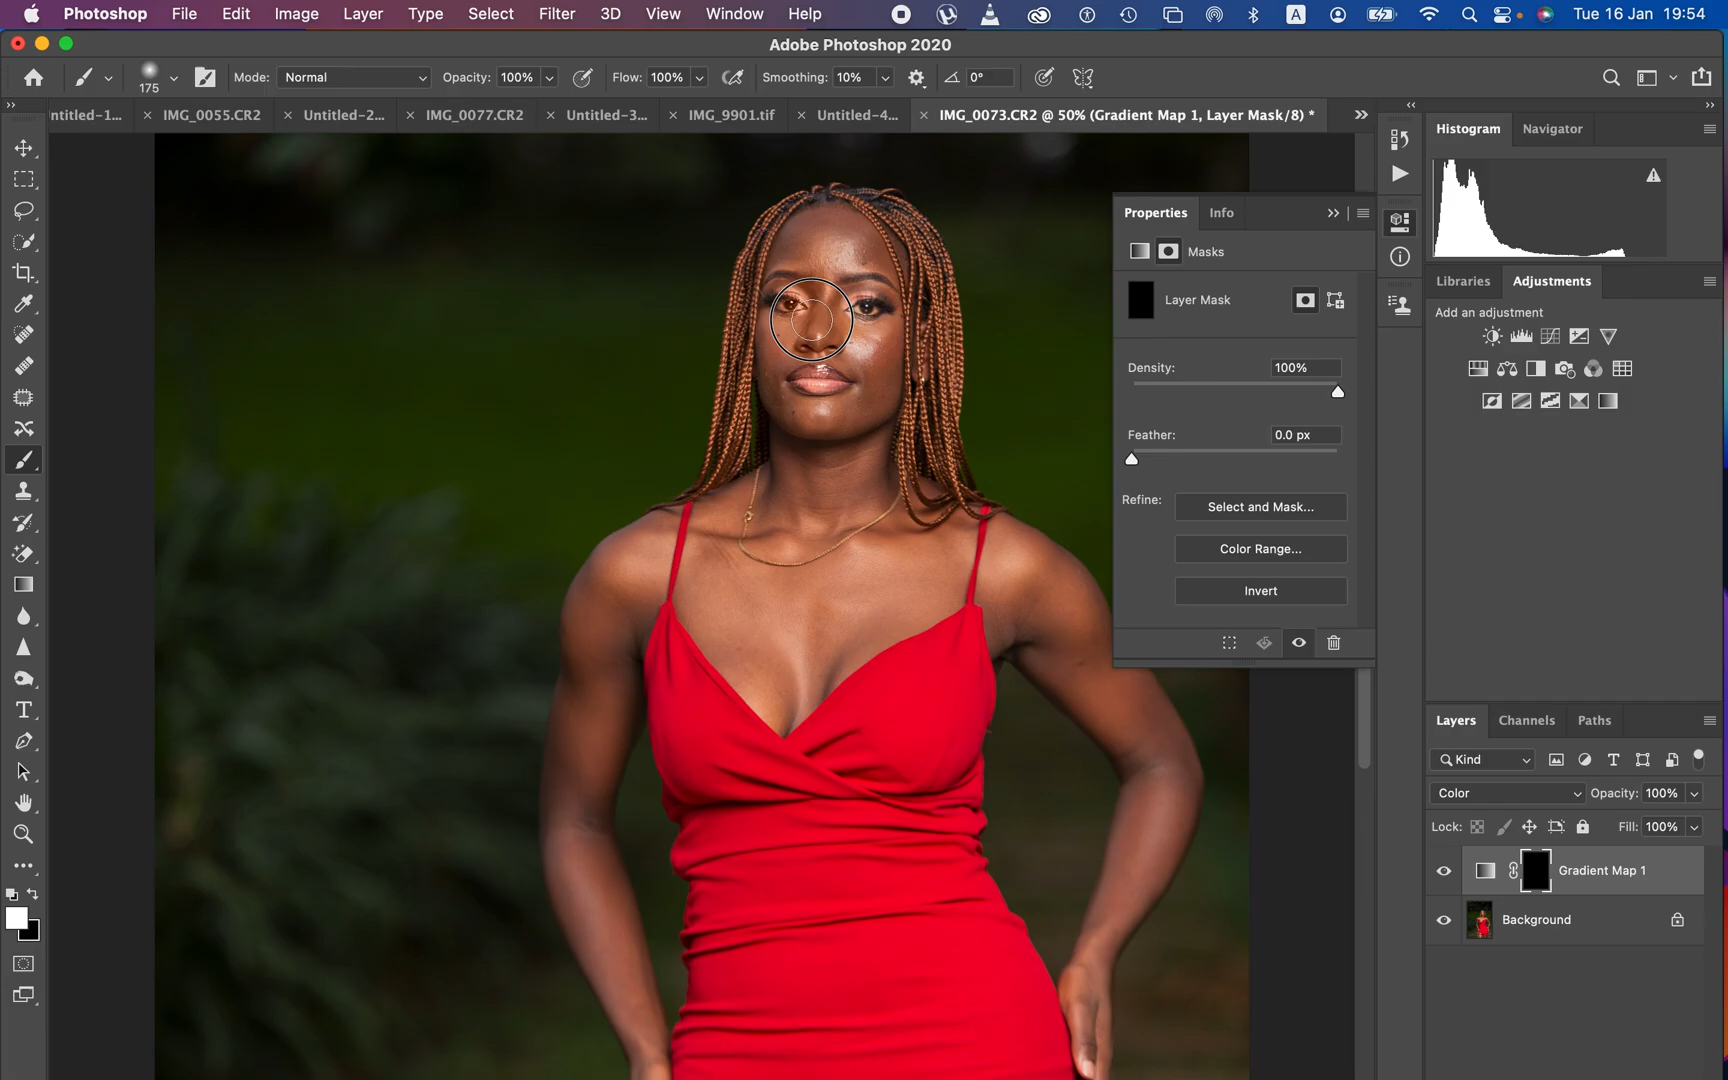 Photoshop File Edit Image Layer Type Select Filter 3D View Window Help A Tue 16 Jan 19:54
Adobe Photoshop 2020
175 Mode: Normal Opacity: 100% Flow: 100% Smoothing: 10% 0°
ntitled-1... × IMG_0055.CR2 × Untitled-2... × IMG_0077.CR2 × Untitled-3... × IMG_9901.tif × Untitled-4... × IMG_0073.CR2 @ 50% (Gradient Map 1, Layer Mask/8) *
Histogram Navigator
Properties Info
Masks
Layer Mask
Density: 100%
Feather: 0.0 px
Refine: Select and Mask...
Color Range...
Invert
Libraries Adjustments
Add an adjustment
Layers Channels Paths
Kind
Color Opacity: 100%
Lock: Fill: 100%
Gradient Map 1
Background